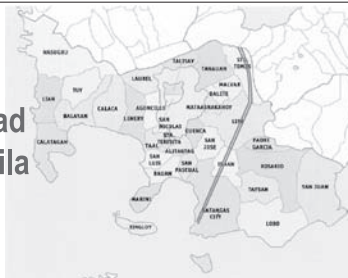 NASUGBU
TALISAY
TANAUAN
STO
TOMAS
LAUREL
MALVAR
BALETE
TUY
LIAN
CALACA
AGONCILLO
MATAASNAKAHOY
LEMERY
SAN
NICOLAS
LIPA
BALAYAN
STA
TERESITA
CUENCA
PADRE
GARCIA
CALATAGAN
TAAL
ALITAGTAG
SAN
JOSE
ROSARIO
SAN
LUIS
SAN
PASCUAL
IBAAN
BAUAN
TAYSAN
SAN JUAN
MABINI
BATANGAS
CITY
TINGLOY
LOBO
ad
ila